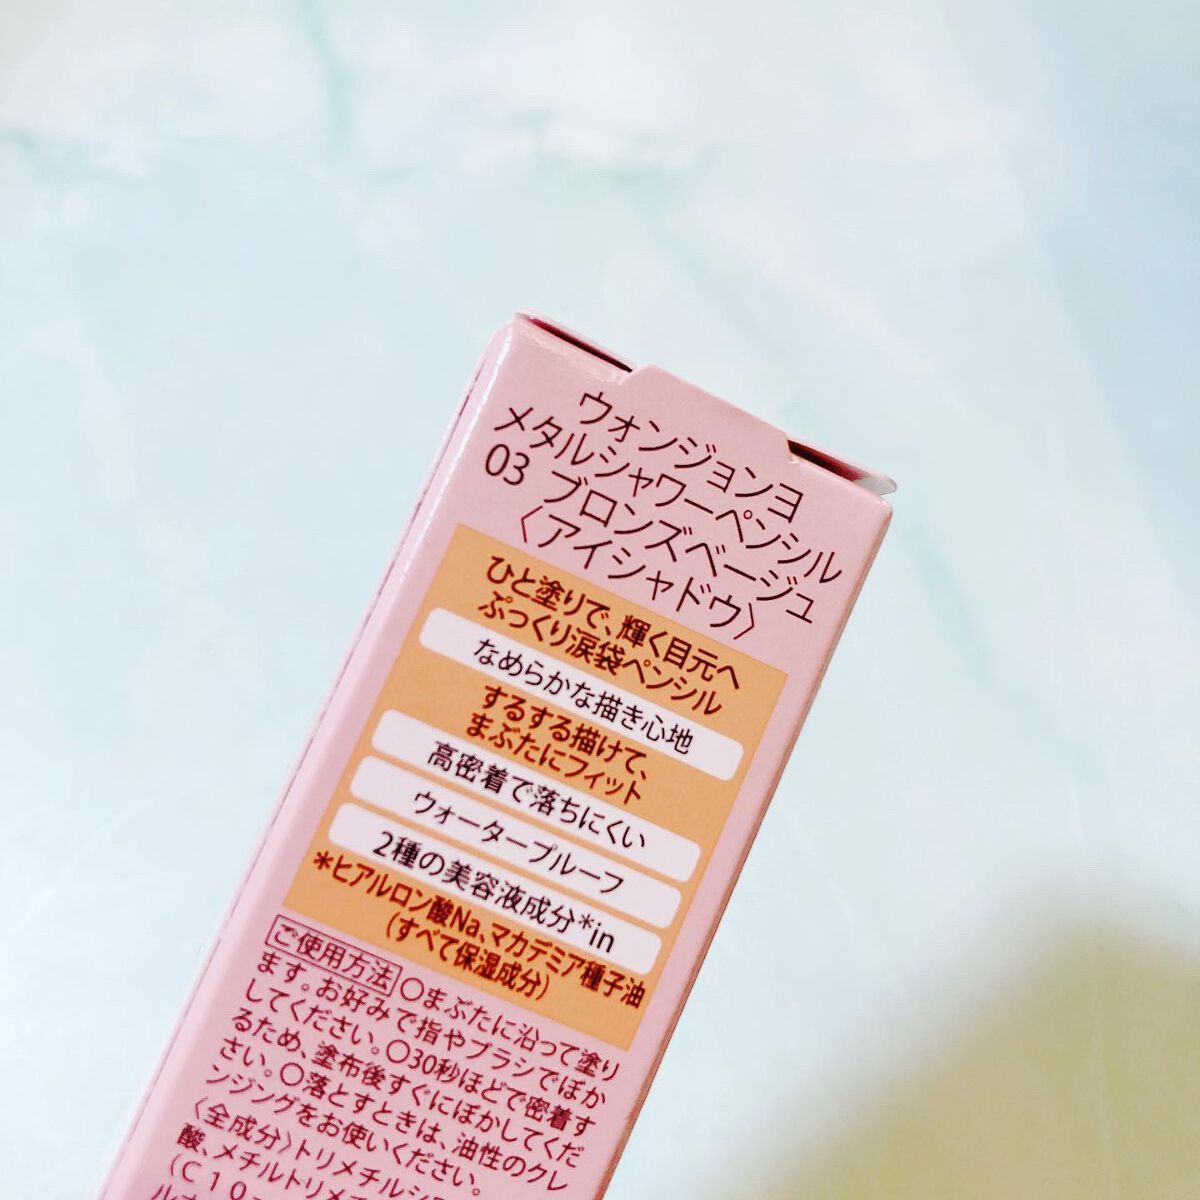 ウォンジョンヨ
メタルシャワーペンシル
03 ブロンズベージュ
〈アイシャドウ〉
ひと塗りで、輝く目元へ
ぷっくり涙袋ペンシル
なめらかな描き心地
するする描けて、
まぶたにフィット
高密着で落ちにくい
ウォータープルーフ
2種の美容液成分*in
*ヒアルロン酸Na、マカデミア種子油
(すべて保湿成分)
ご使用方法 〇まぶたに沿って塗り
ます。お好みで指やブラシでぼか
してください。〇30秒ほどで密着す
るため、塗布後すぐにぼかしてくだ
さい。〇落とすときは、油性のクレ
ンジングをお使いください。
〈全成分〉トリメチルシロ
酸、メチルトリメチ
(C10-